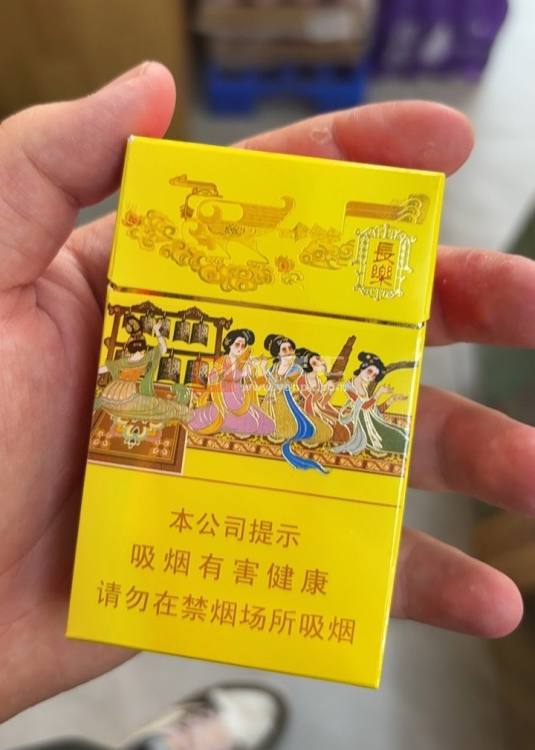 長樂
本公司提示
吸烟有害健康
请勿在禁烟场所吸烟